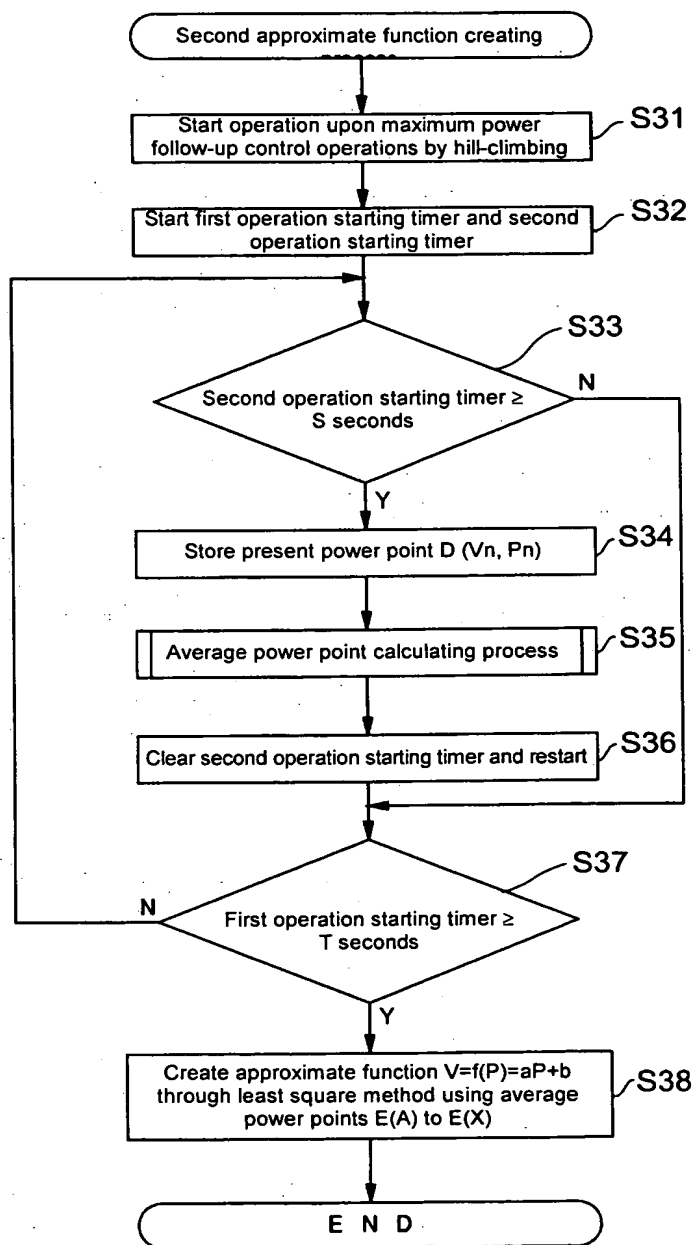 Second approximate function creating
Start operation upon maximum power
follow-up control operations by hill-climbing
S31
Start first operation starting timer and second
operation starting timer
S32
S33
Second operation starting timer ≥
S seconds
N
Y
Store present power point D (Vn, Pn)
S34
Average power point calculating process
S35
Clear second operation starting timer and restart
S36
S37
N
First operation starting timer ≥
T seconds
Y
Create approximate function V=f(P)=aP+b
through least square method using average
power points E(A) to E(X)
S38
E N D